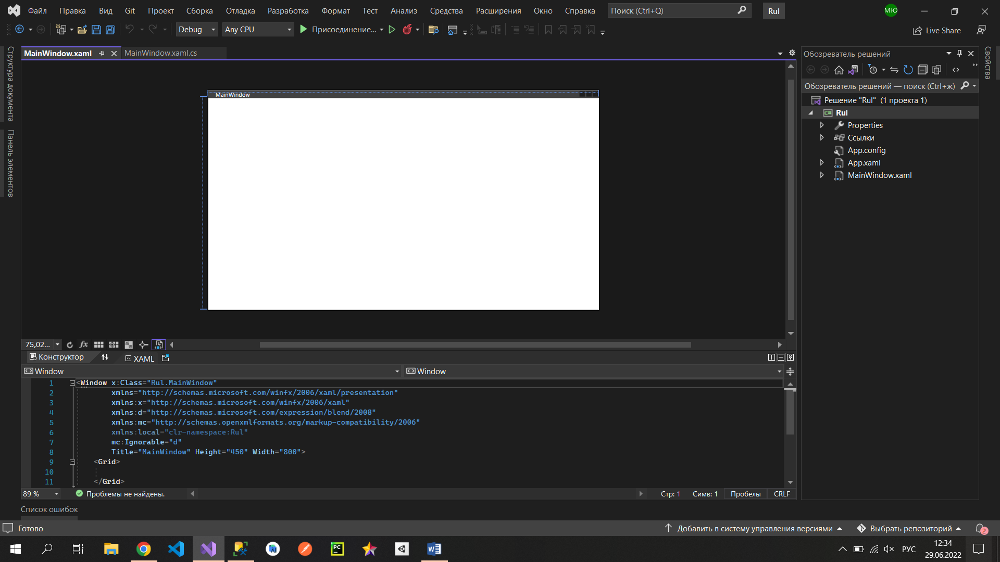 Файл Правка Вид Git Проект Сборка Отладка Разработка Формат Тест Анализ Средства Расширения Окно Справка Поиск (Ctrl+Q) Rul МЮ
Debug Any CPU Присоединение... Live Share
MainWindow.xaml MainWindow.xaml.cs
Структура документа
Панель элементов
MainWindow
75,02...
Конструктор XAML
Window Window
1 <Window x:Class="Rul.MainWindow"
2 xmlns="http://schemas.microsoft.com/winfx/2006/xaml/presentation"
3 xmlns:x="http://schemas.microsoft.com/winfx/2006/xaml"
4 xmlns:d="http://schemas.microsoft.com/expression/blend/2008"
5 xmlns:mc="http://schemas.openxmlformats.org/markup-compatibility/2006"
6 xmlns:local="clr-namespace:Rul"
7 mc:Ignorable="d"
8 Title="MainWindow" Height="450" Width="800">
9 <Grid>
10
11 </Grid>
89 % Проблемы не найдены. Стр: 1 Симв: 1 Пробелы CRLF
Обозреватель решений
Обозреватель решений — поиск (Ctrl+ж)
Решение "Rul" (1 проекта 1)
C# Rul
Properties
Ссылки
App.config
App.xaml
MainWindow.xaml
Свойства
Список ошибок
Готово Добавить в систему управления версиями Выбрать репозиторий 2
PC W РУС 12:34
29.06.2022